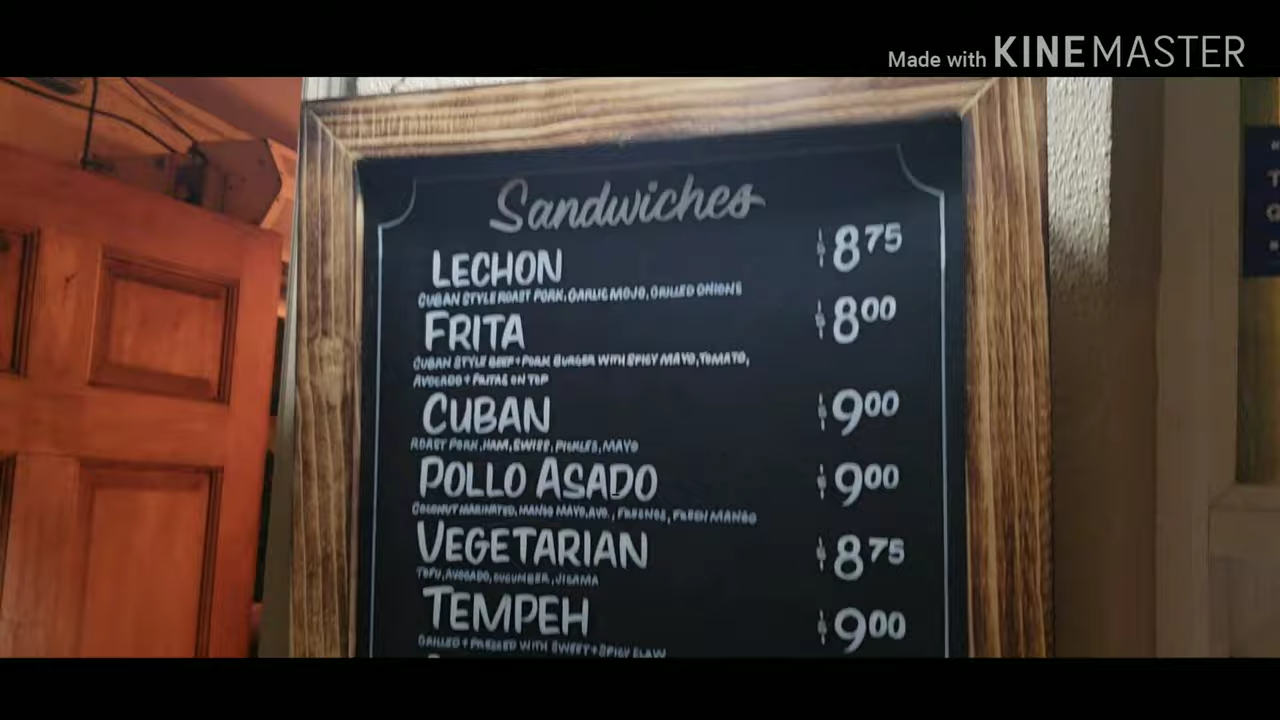 Made with KINEMASTER
Sandwiches
LECHON $8.75
CUBAN STYLE ROAST PORK, GARLIC MOJO, GRILLED ONIONS
FRITA $8.00
CUBAN STYLE BEEF + PORK BURGER WITH SPICY MAYO, TOMATO,
AVOCADO + FRITAS ON TOP
CUBAN $9.00
ROAST PORK, HAM, SWISS, PICKLES, MAYO
POLLO ASADO $9.00
COCONUT MARINATED, MANGO MAYO, AVO., FRESH MANGO
VEGETARIAN $8.75
TOFU, AVOCADO, CUCUMBER, JICAMA
TEMPEH $9.00
GRILLED + PRESSED WITH SWEET + SPICY SLAW